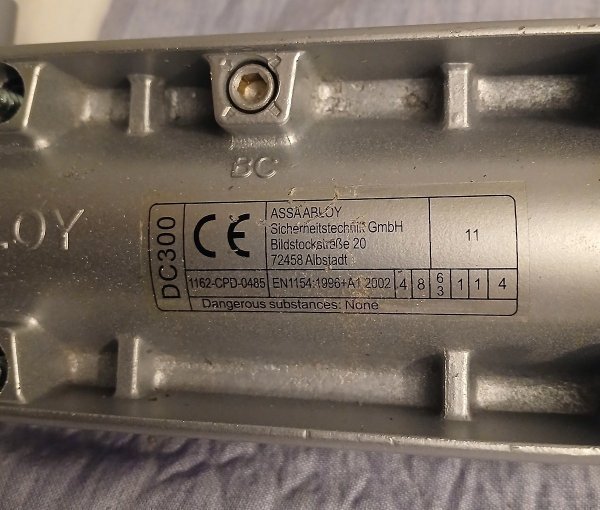 BC
LOY
DC300
CE
ASSA ABLOY
Sicherheitstechnik GmbH
Bildstockstraße 20
72458 Albstadt
11
1162-CPD-0485 EN1154:1996+A1:2002 4 8 6 3 1 1 4
Dangerous substances: None